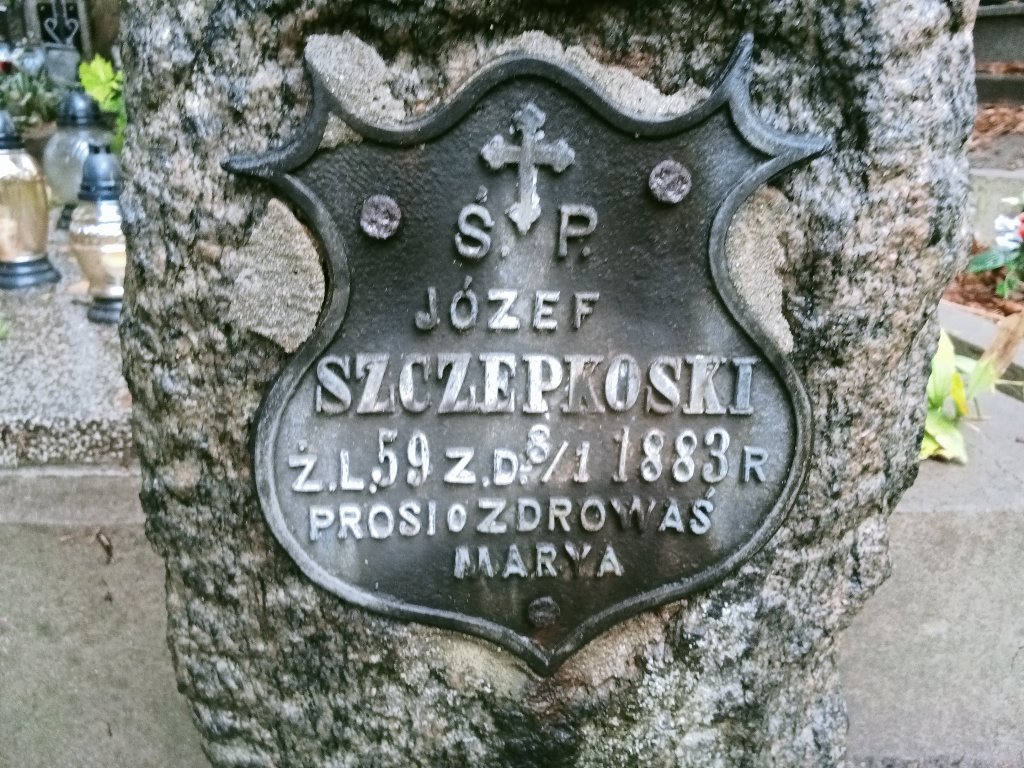 Ś. P.
JÓZEF
SZCZEPKOSKI
Ż.L. 59 Z.D. 8/1 1883 R
PROSI O ZDROWAŚ
MARYA